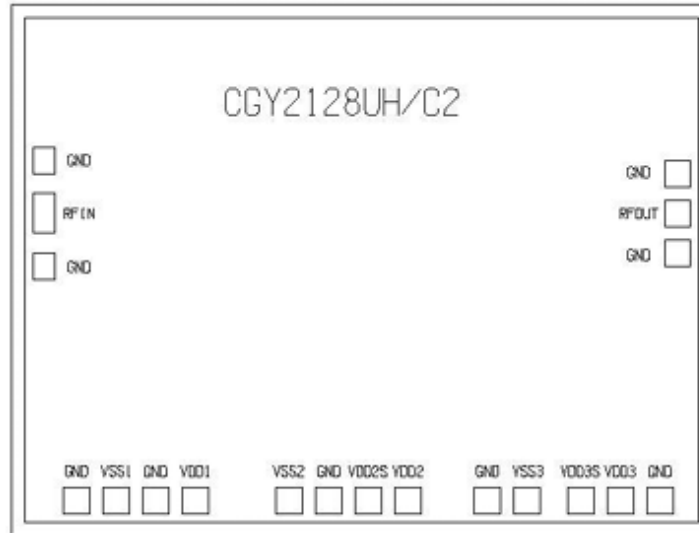 CGY2128UH/C2
GND
GND
RFIN
RFOUT
GND
GND
GND VSS1 GND VDD1 VSS2 GND VDD2S VDD2 GND VSS3 VDD3S VDD3 GND